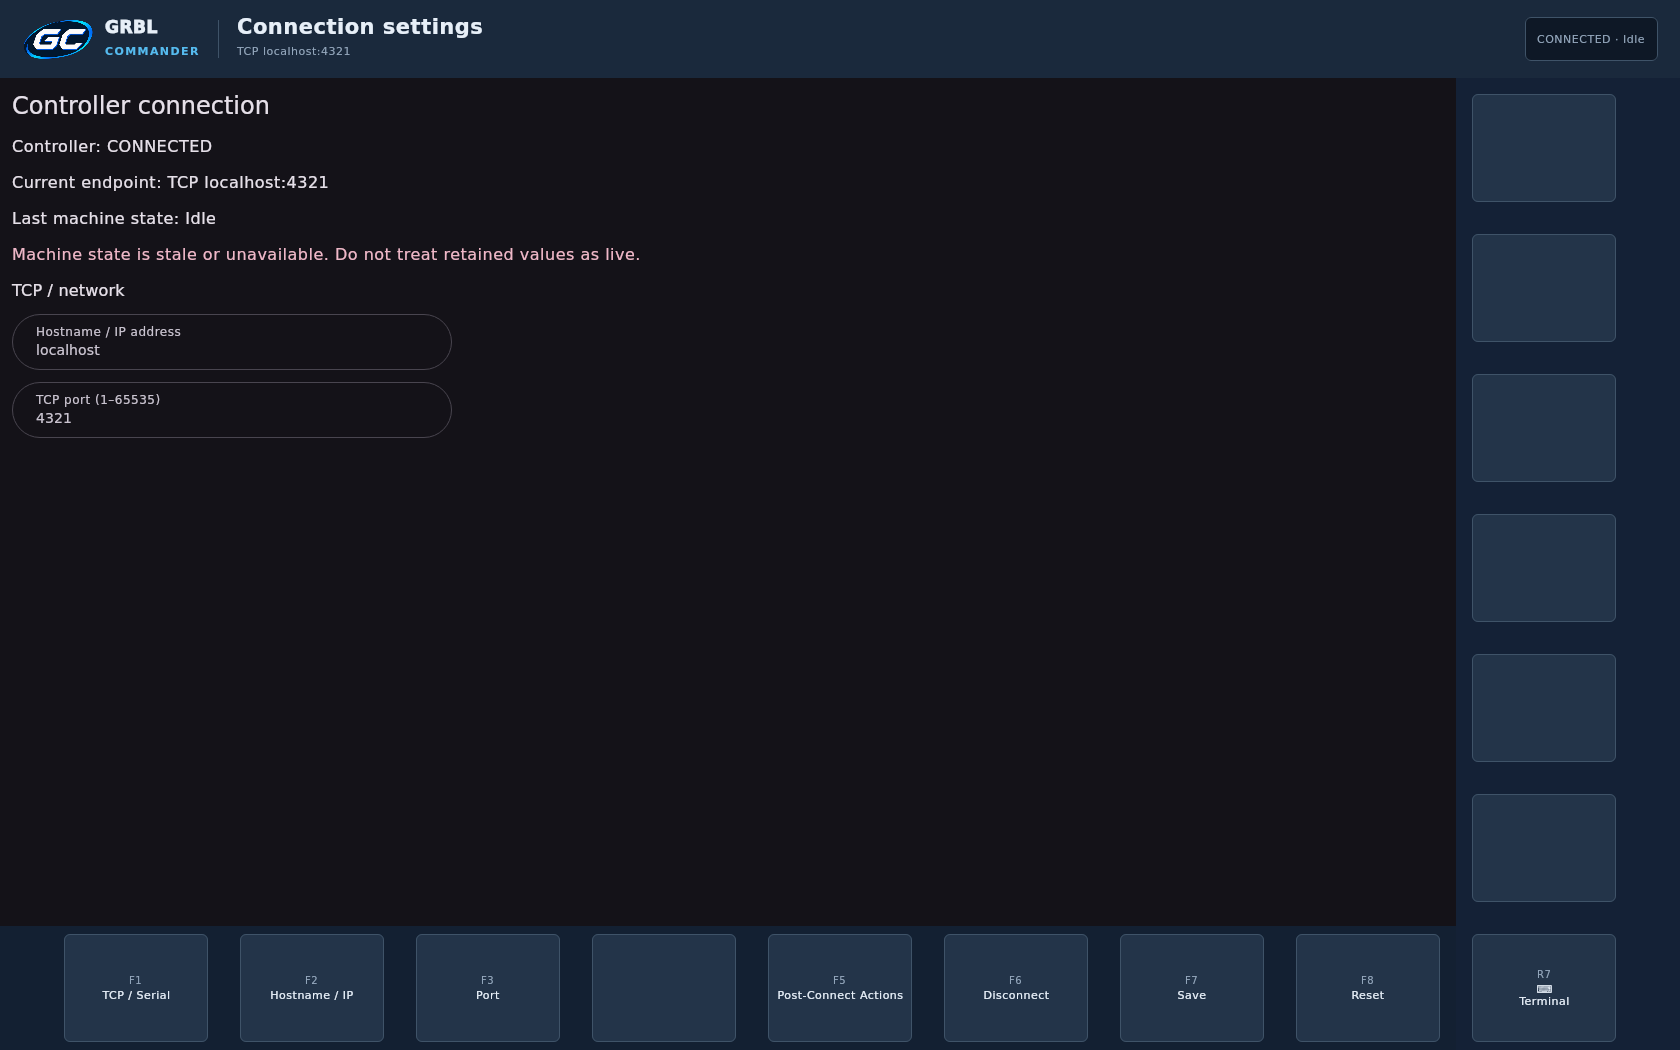 GC
GRBL
COMMANDER
Connection settings
TCP localhost:4321
CONNECTED · Idle
Controller connection
Controller: CONNECTED
Current endpoint: TCP localhost:4321
Last machine state: Idle
Machine state is stale or unavailable. Do not treat retained values as live.
TCP / network
Hostname / IP address
localhost
TCP port (1–65535)
4321
F1
TCP / Serial
F2
Hostname / IP
F3
Port
F5
Post-Connect Actions
F6
Disconnect
F7
Save
F8
Reset
R7
⌨
Terminal